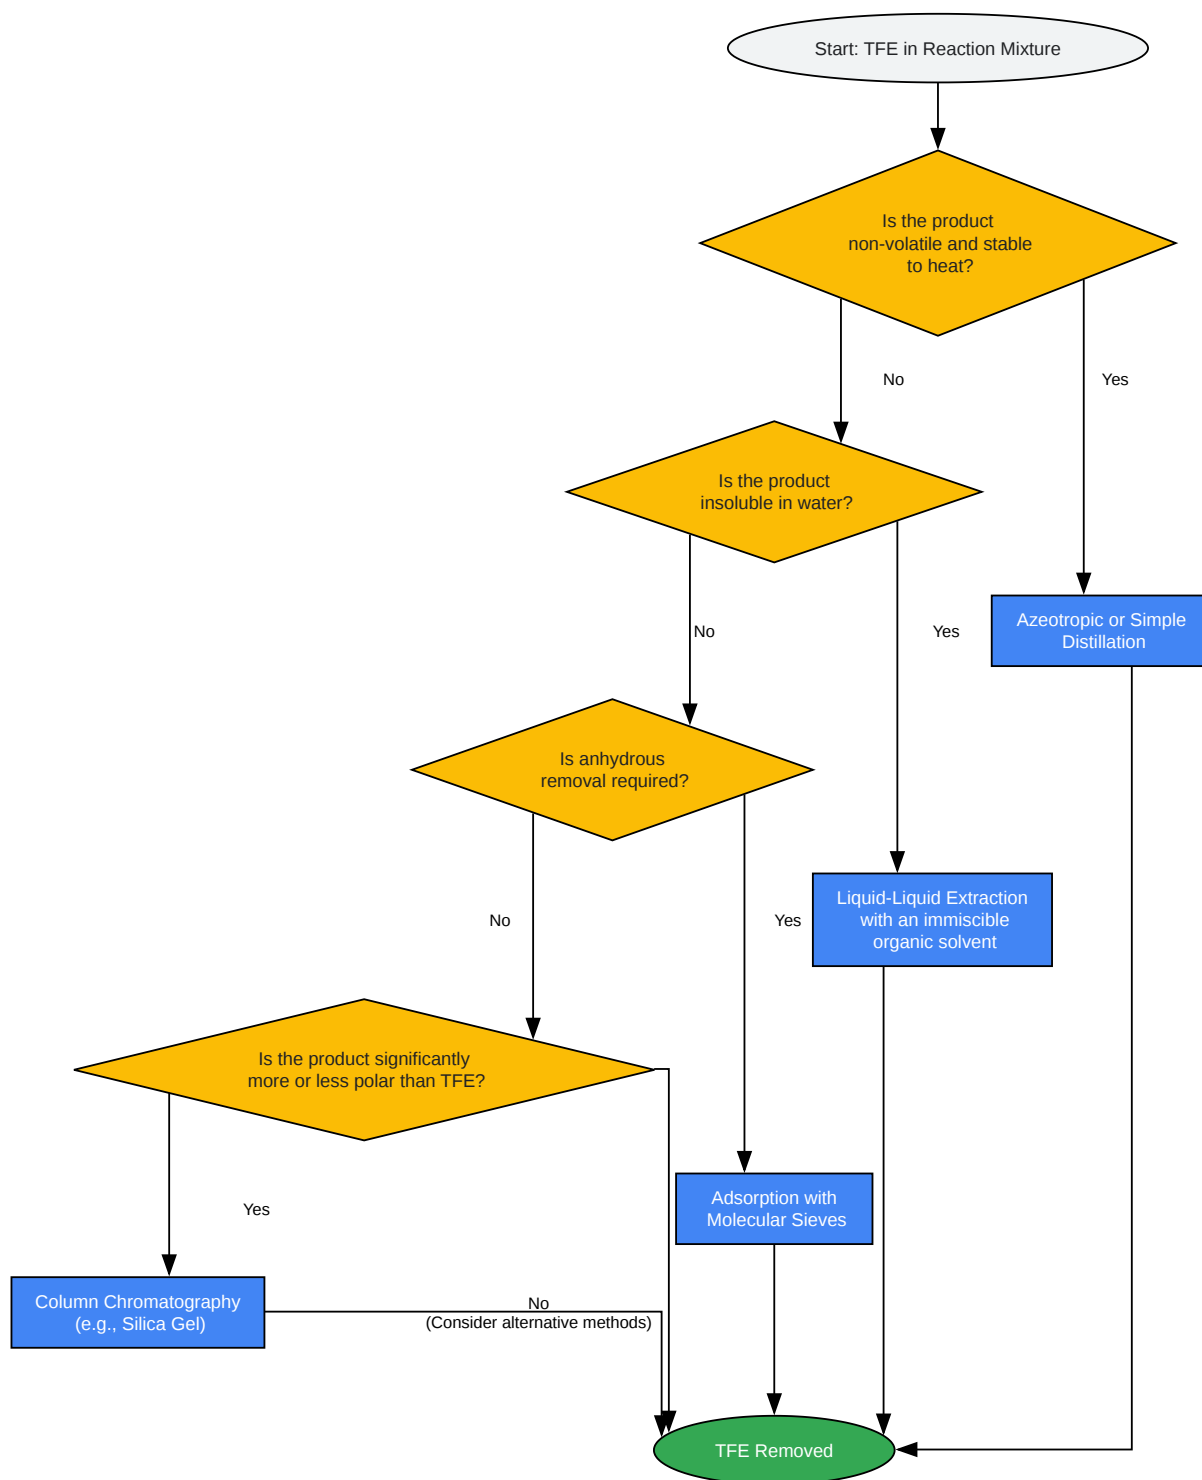 Start: TFE in Reaction Mixture
Is the product
non-volatile and stable
to heat?
No
Yes
Is the product
insoluble in water?
No
Yes
Azeotropic or Simple
Distillation
Is anhydrous
removal required?
No
Yes
Liquid-Liquid Extraction
with an immiscible
organic solvent
Is the product significantly
more or less polar than TFE?
Yes
Adsorption with
Molecular Sieves
Column Chromatography
(e.g., Silica Gel)
No
(Consider alternative methods)
TFE Removed